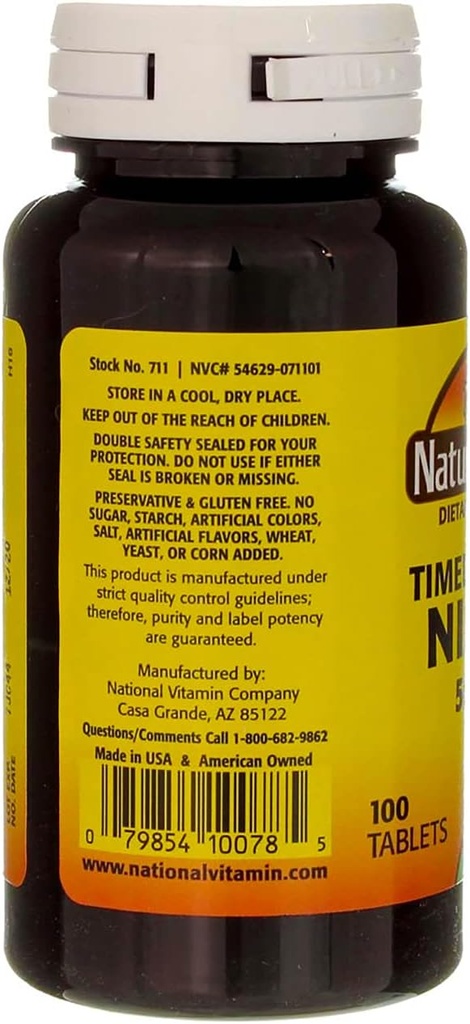 Stock No. 711 | NVC# 54629-071101
STORE IN A COOL, DRY PLACE.
KEEP OUT OF THE REACH OF CHILDREN.
DOUBLE SAFETY SEALED FOR YOUR
PROTECTION. DO NOT USE IF EITHER
SEAL IS BROKEN OR MISSING.
PRESERVATIVE & GLUTEN FREE. NO
SUGAR, STARCH, ARTIFICIAL COLORS,
SALT, ARTIFICIAL FLAVORS, WHEAT,
YEAST, OR CORN ADDED.
This product is manufactured under
strict quality control guidelines;
therefore, purity and label potency
are guaranteed.
Manufactured by:
National Vitamin Company
Casa Grande, AZ 85122
Questions/Comments Call 1-800-682-9862
Made in USA & American Owned
0 79854 10078 5
www.nationalvitamin.com
Natu
DIETA
TIME
NI
5
100
TABLETS
H18
12/20
NO. DATE